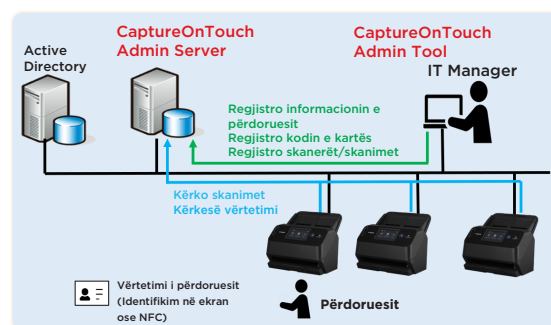 Active
Directory
CaptureOnTouch
Admin Server
CaptureOnTouch
Admin Tool
IT Manager
Regjistro informacionin e
përdoruesit
Regjistro kodin e kartës
Regjistro skanerët/skanimet
Kërko skanimet
Kërkesë vërtetimi
Vërtetimi i përdoruesit
(Identifikim në ekran
ose NFC)
Përdoruesit